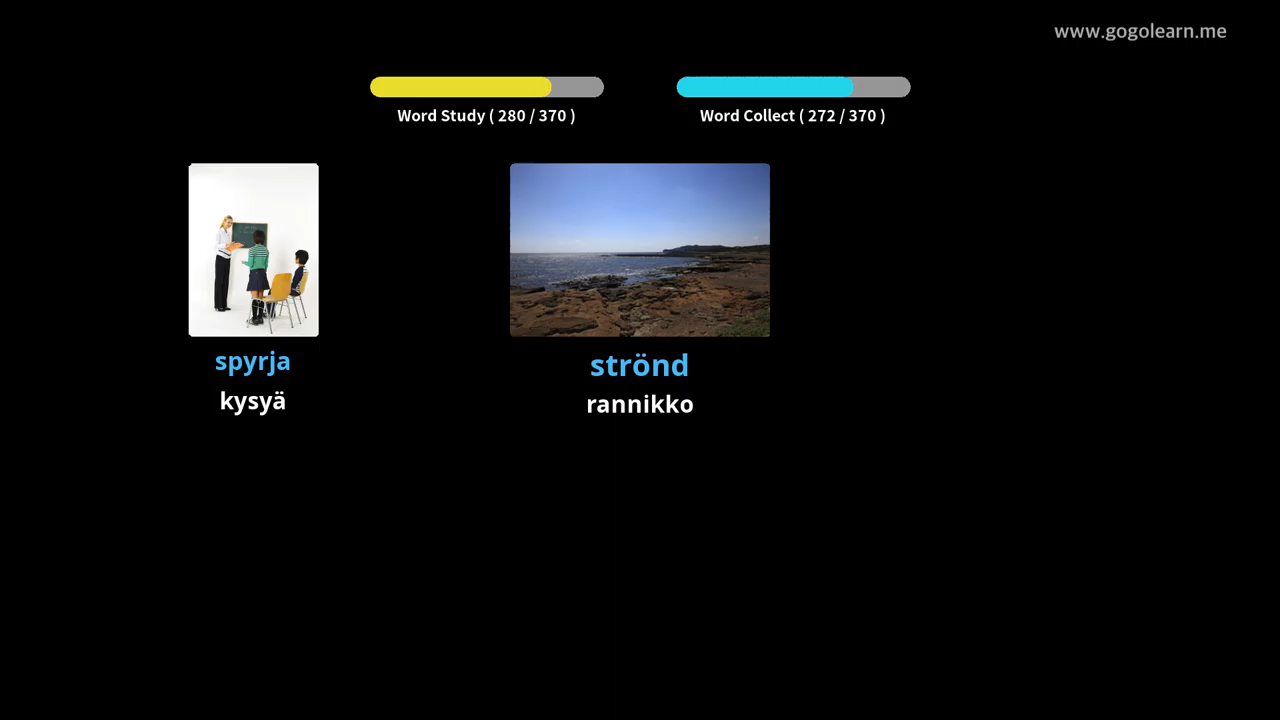 www.gogolearn.me
Word Study ( 280 / 370 )
Word Collect ( 272 / 370 )
spyrja
kysyä
strönd
rannikko